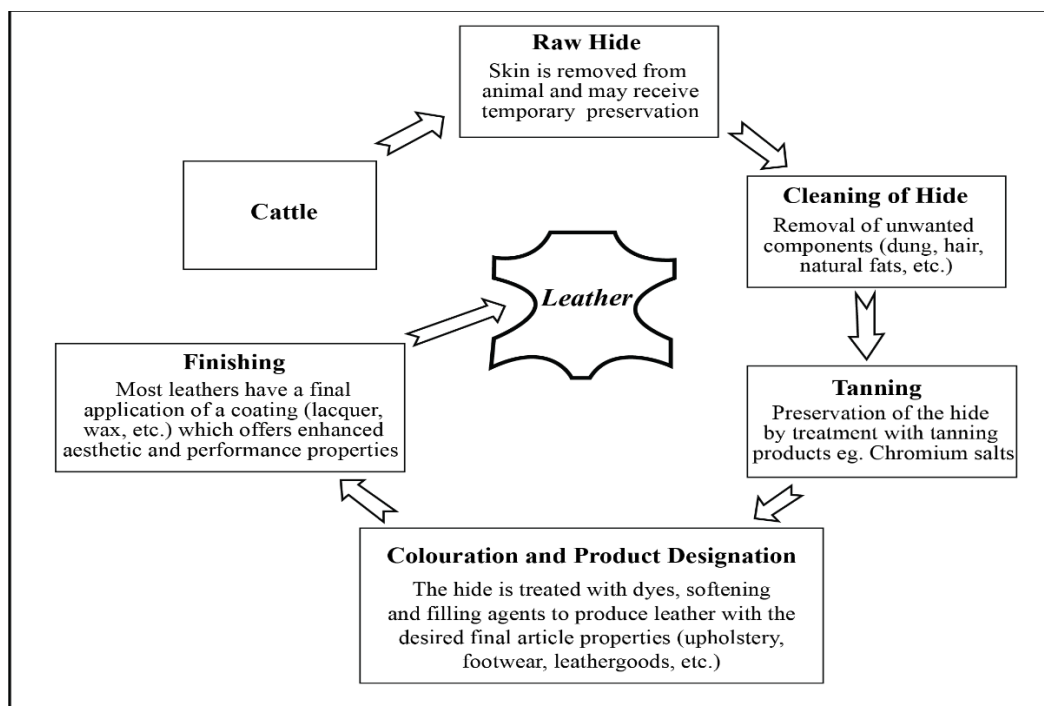 Raw Hide
Skin is removed from
animal and may receive
temporary preservation
Cattle
Cleaning of Hide
Removal of unwanted
components (dung, hair,
natural fats, etc.)
Leather
Finishing
Most leathers have a final
application of a coating (lacquer,
wax, etc.) which offers enhanced
aesthetic and performance properties
Tanning
Preservation of the hide
by treatment with tanning
products eg. Chromium salts
Colouration and Product Designation
The hide is treated with dyes, softening
and filling agents to produce leather with the
desired final article properties (upholstery,
footwear, leathergoods, etc.)